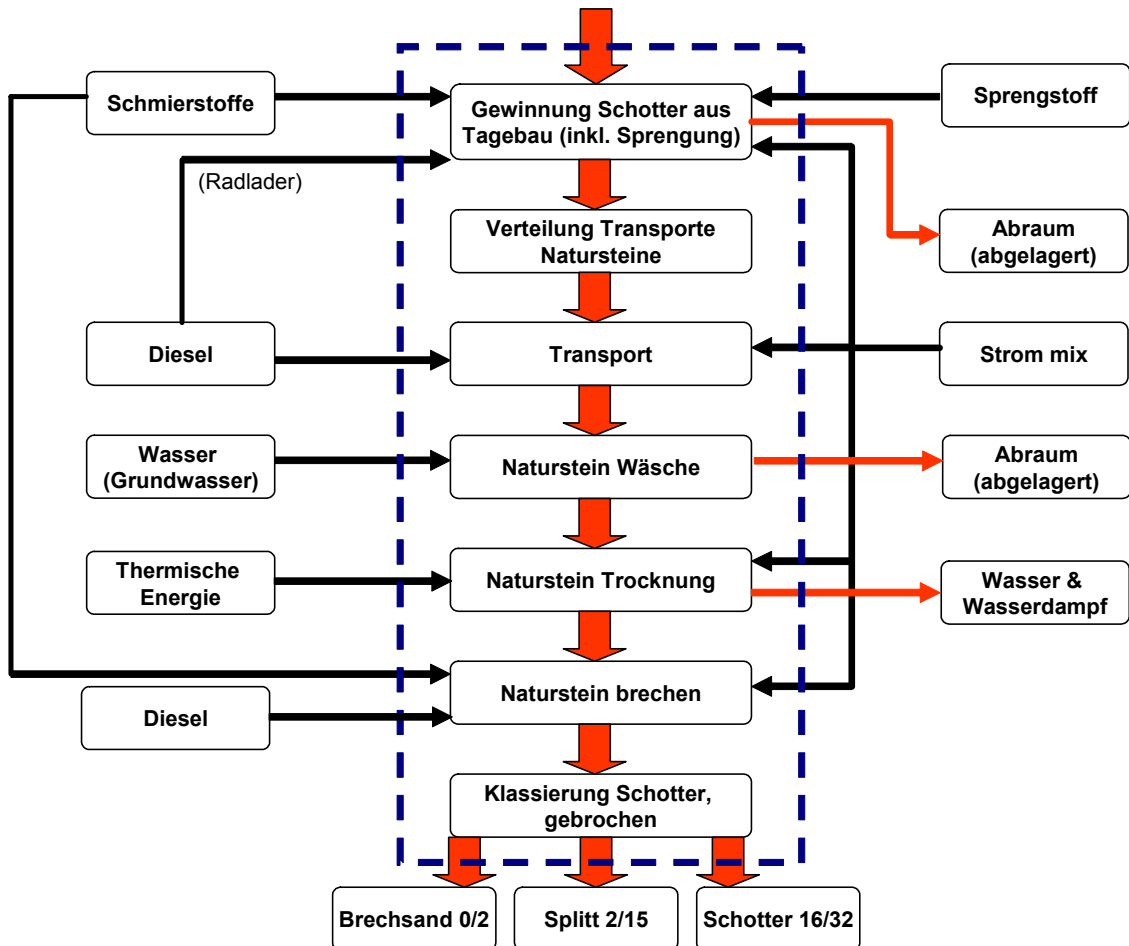 Schmierstoffe
Gewinnung Schotter aus
Tagebau (inkl. Sprengung)
Sprengstoff
(Radlader)
Verteilung Transporte
Natursteine
Abraum
(abgelagert)
Diesel
Transport
Strom mix
Wasser
(Grundwasser)
Naturstein Wäsche
Abraum
(abgelagert)
Thermische
Energie
Naturstein Trocknung
Wasser &
Wasserdampf
Naturstein brechen
Diesel
Klassierung Schotter,
gebrochen
Brechsand 0/2
Splitt 2/15
Schotter 16/32